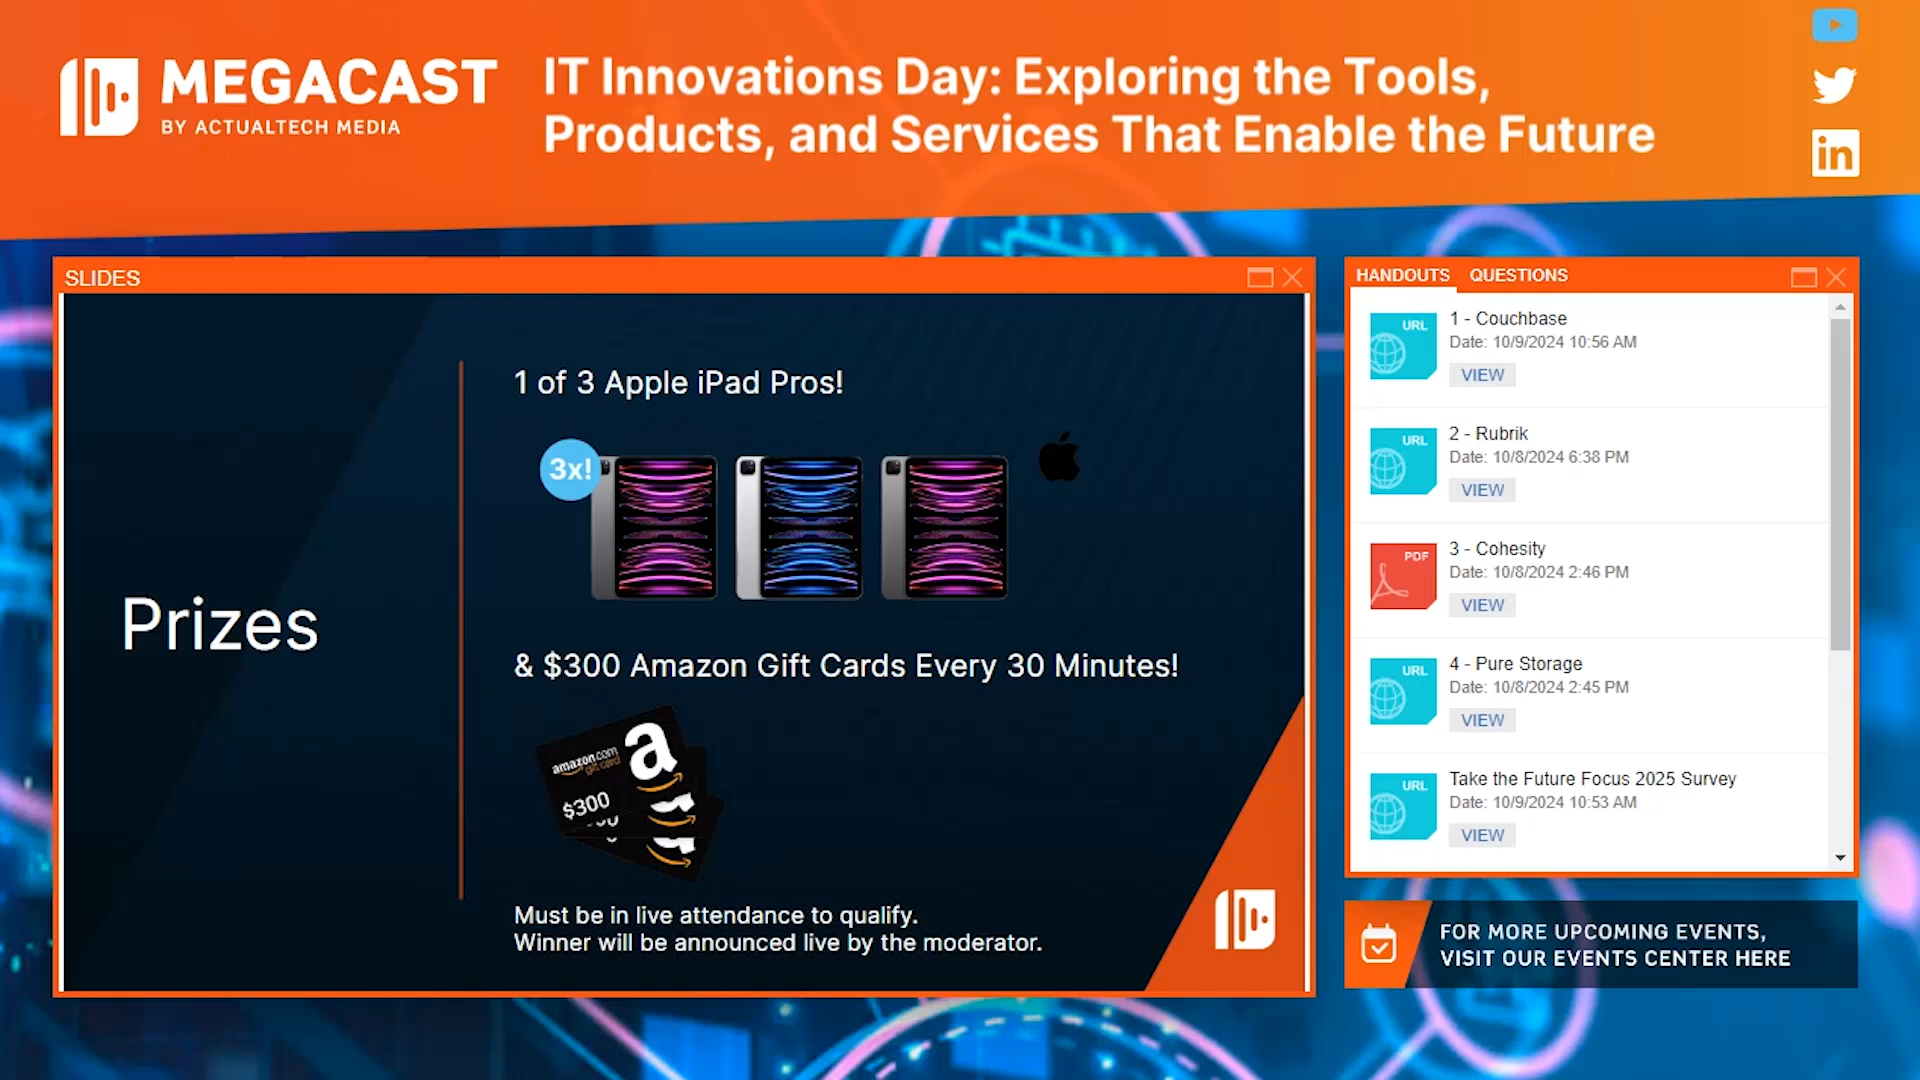 MEGACAST
BY ACTUALTECH MEDIA
IT Innovations Day: Exploring the Tools,
Products, and Services That Enable the Future
in
SLIDES
Prizes
1 of 3 Apple iPad Pros!
3x!
& $300 Amazon Gift Cards Every 30 Minutes!
amazon.com
gift card
a
$300
Must be in live attendance to qualify.
Winner will be announced live by the moderator.
HANDOUTS QUESTIONS
URL
1 - Couchbase
Date: 10/9/2024 10:56 AM
VIEW
URL
2 - Rubrik
Date: 10/8/2024 6:38 PM
VIEW
PDF
3 - Cohesity
Date: 10/8/2024 2:46 PM
VIEW
URL
4 - Pure Storage
Date: 10/8/2024 2:45 PM
VIEW
URL
Take the Future Focus 2025 Survey
Date: 10/9/2024 10:53 AM
VIEW
FOR MORE UPCOMING EVENTS,
VISIT OUR EVENTS CENTER HERE